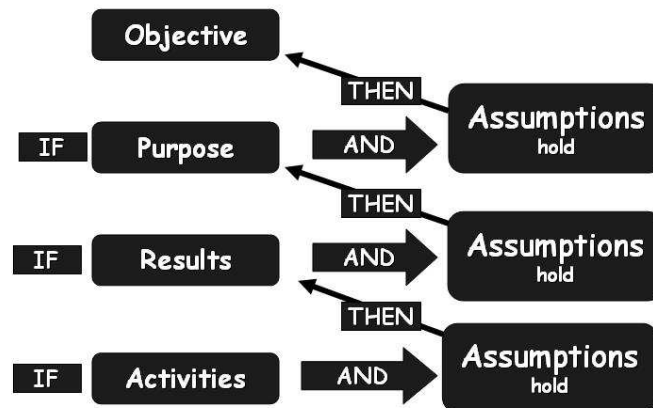 Objective
THEN
Assumptions
hold
IF Purpose AND
THEN
Assumptions
hold
IF Results AND
THEN
Assumptions
hold
IF Activities AND